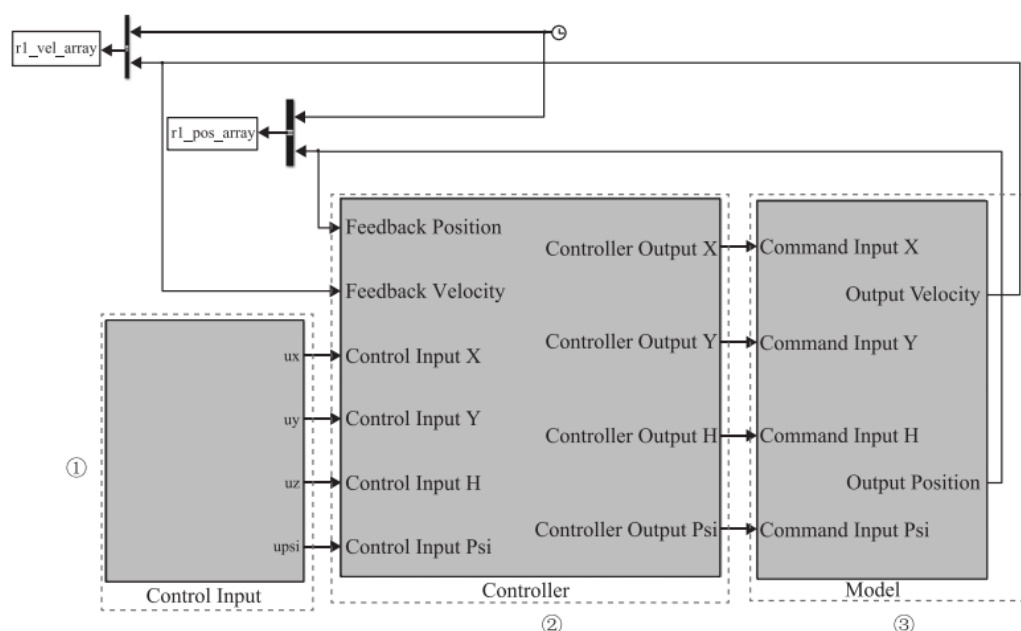 r1_vel_array
r1_pos_array
Feedback Position
Controller Output X
Command Input X
Feedback Velocity
Output Velocity
ux
Control Input X
Controller Output Y
Command Input Y
uy
Control Input Y
Controller Output H
Command Input H
①
uz
Control Input H
Output Position
upsi
Control Input Psi
Controller Output Psi
Command Input Psi
Control Input
Controller
Model
②
③